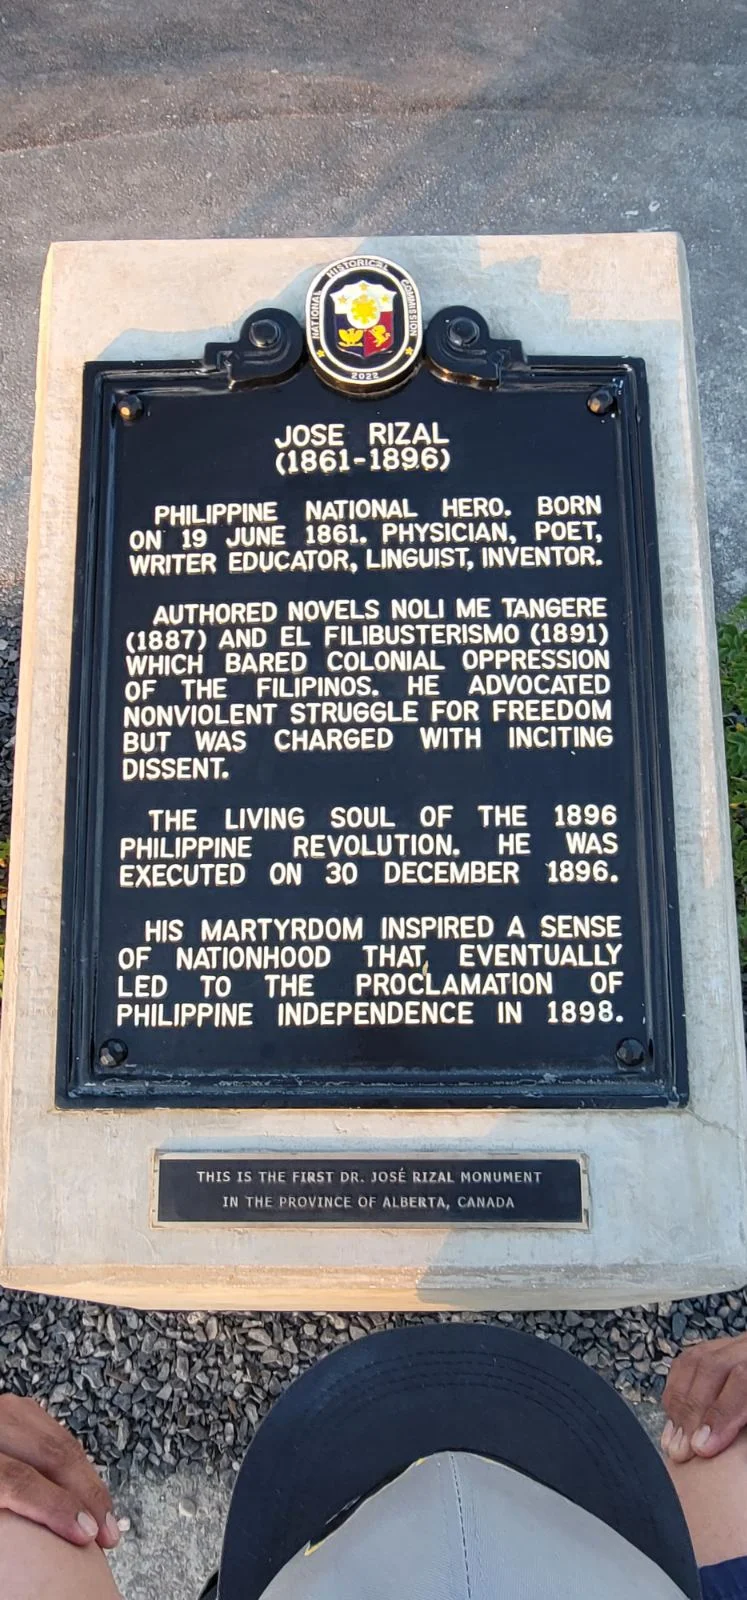 NATIONAL HISTORICAL COMMISSION
2022
JOSE RIZAL
(1861-1896)
PHILIPPINE NATIONAL HERO. BORN
ON 19 JUNE 1861. PHYSICIAN, POET,
WRITER EDUCATOR, LINGUIST, INVENTOR.
AUTHORED NOVELS NOLI ME TANGERE
(1887) AND EL FILIBUSTERISMO (1891)
WHICH BARED COLONIAL OPPRESSION
OF THE FILIPINOS. HE ADVOCATED
NONVIOLENT STRUGGLE FOR FREEDOM
BUT WAS CHARGED WITH INCITING
DISSENT.
THE LIVING SOUL OF THE 1896
PHILIPPINE REVOLUTION. HE WAS
EXECUTED ON 30 DECEMBER 1896.
HIS MARTYRDOM INSPIRED A SENSE
OF NATIONHOOD THAT EVENTUALLY
LED TO THE PROCLAMATION OF
PHILIPPINE INDEPENDENCE IN 1898.
THIS IS THE FIRST DR. JOSÉ RIZAL MONUMENT
IN THE PROVINCE OF ALBERTA, CANADA